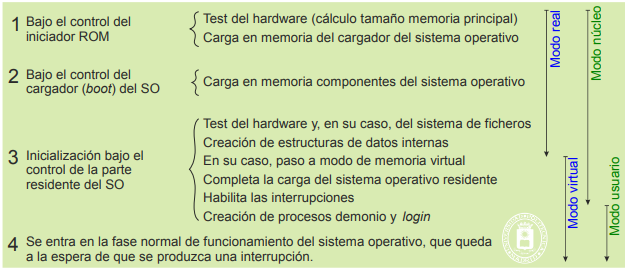 1 Bajo el control del
iniciador ROM
Test del hardware (cálculo tamaño memoria principal)
Carga en memoria del cargador del sistema operativo
2 Bajo el control del
cargador (boot) del SO
Carga en memoria componentes del sistema operativo
3 Inicialización bajo el
control de la parte
residente del SO
Test del hardware y, en su caso, del sistema de ficheros
Creación de estructuras de datos internas
En su caso, paso a modo de memoria virtual
Completa la carga del sistema operativo residente
Habilita las interrupciones
Creación de procesos demonio y login
4 Se entra en la fase normal de funcionamiento del sistema operativo, que queda
a la espera de que se produzca una interrupción.
Modo real
Modo núcleo
Modo virtual
Modo usuario